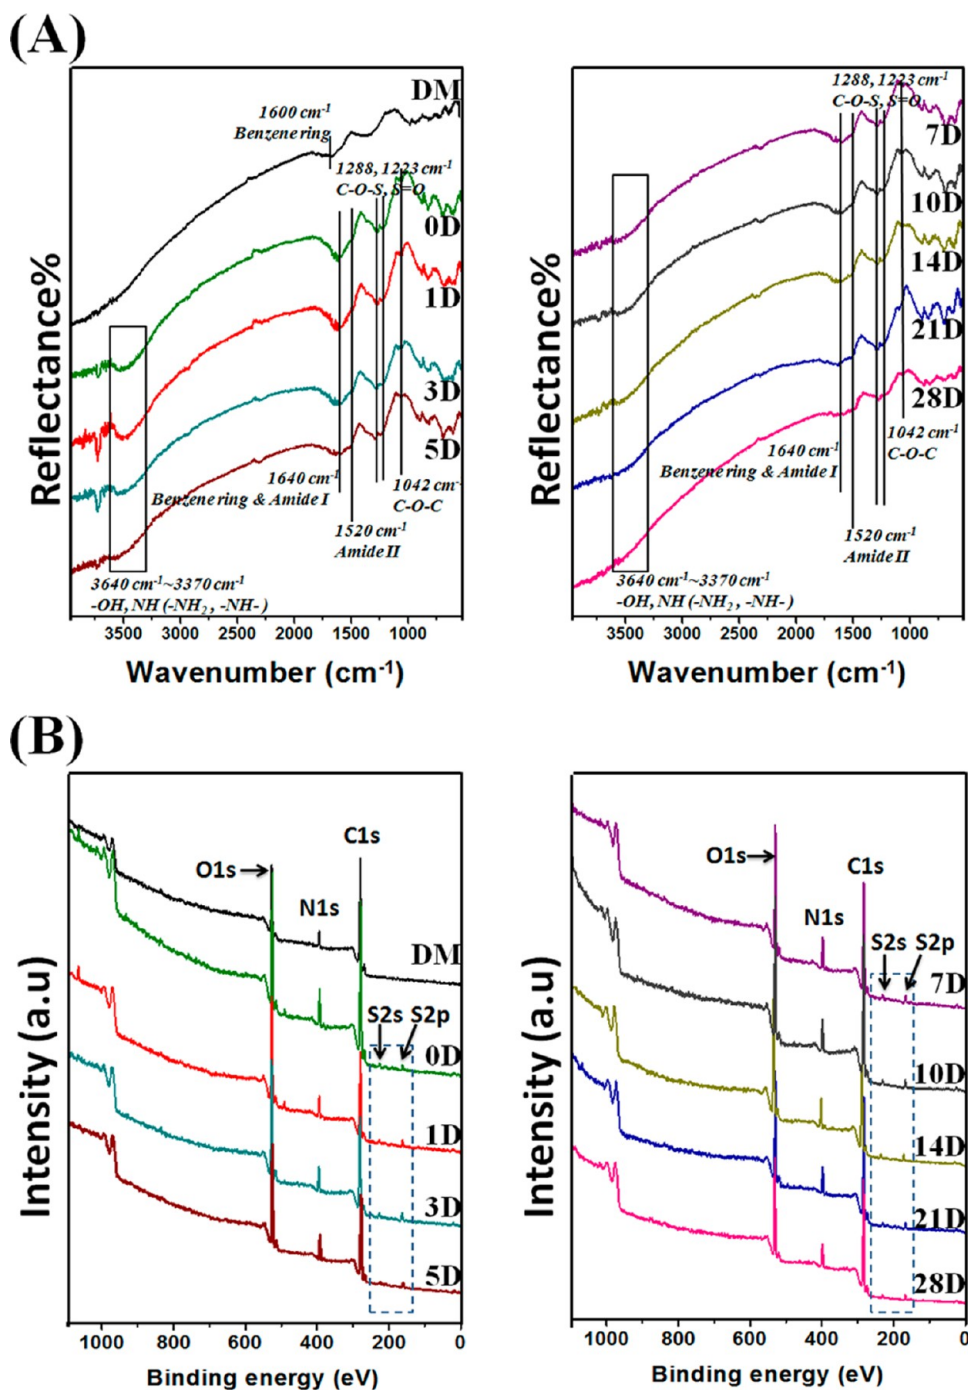 (A)
Reflectance%
DM
1600 cm-1
Benzene ring
1288, 1223 cm-1
C-O-S, S=O
0D
1D
3D
5D
1640 cm-1
Benzene ring & Amide I
1042 cm-1
C-O-C
1520 cm-1
Amide II
3640 cm-1~3370 cm-1
-OH, NH (-NH2 , -NH- )
3500 3000 2500 2000 1500 1000
Wavenumber (cm-1)
Reflectance%
1288, 1223 cm-1
C-O-S, S=O
7D
10D
14D
21D
28D
1042 cm-1
C-O-C
1640 cm-1
Benzene ring & Amide I
1520 cm-1
Amide II
3640 cm-1~3370 cm-1
-OH, NH (-NH2 , -NH- )
3500 3000 2500 2000 1500 1000
Wavenumber (cm-1)
(B)
Intensity (a.u)
C1s
O1s
N1s
DM
S2s S2p
0D
1D
3D
5D
1000 800 600 400 200 0
Binding energy (eV)
Intensity (a.u)
O1s
C1s
N1s
S2s S2p
7D
10D
14D
21D
28D
1000 800 600 400 200 0
Binding energy (eV)